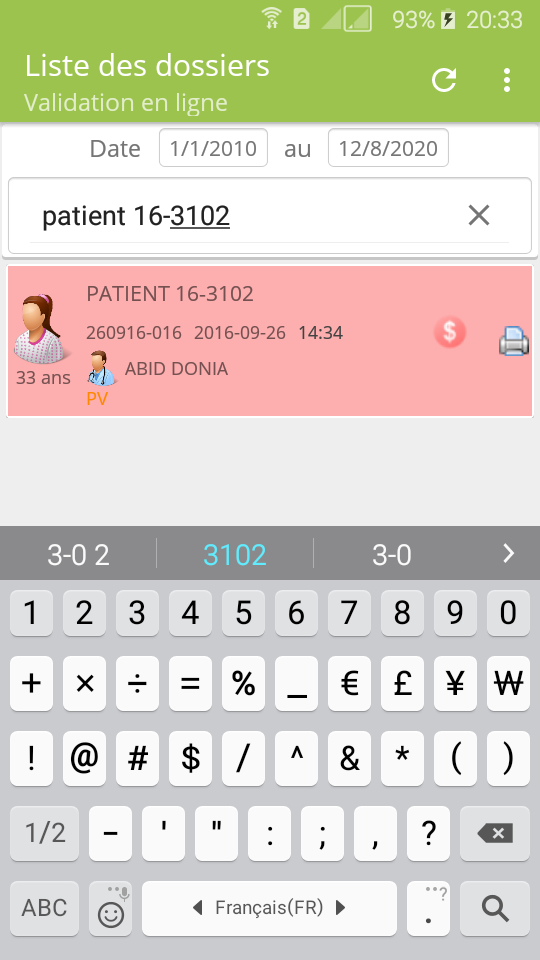 2 93% 20:33
Liste des dossiers
Validation en ligne
Date 1/1/2010 au 12/8/2020
patient 16-3102
PATIENT 16-3102
260916-016 2016-09-26 14:34
$
33 ans
ABID DONIA
PV
3-0 2 3102 3-0
1 2 3 4 5 6 7 8 9 0
+ × ÷ = % _ € £ ¥ ₩
! @ # $ / ^ & * ( )
1/2 - ' " : ; , ?
ABC Français(FR) . ?